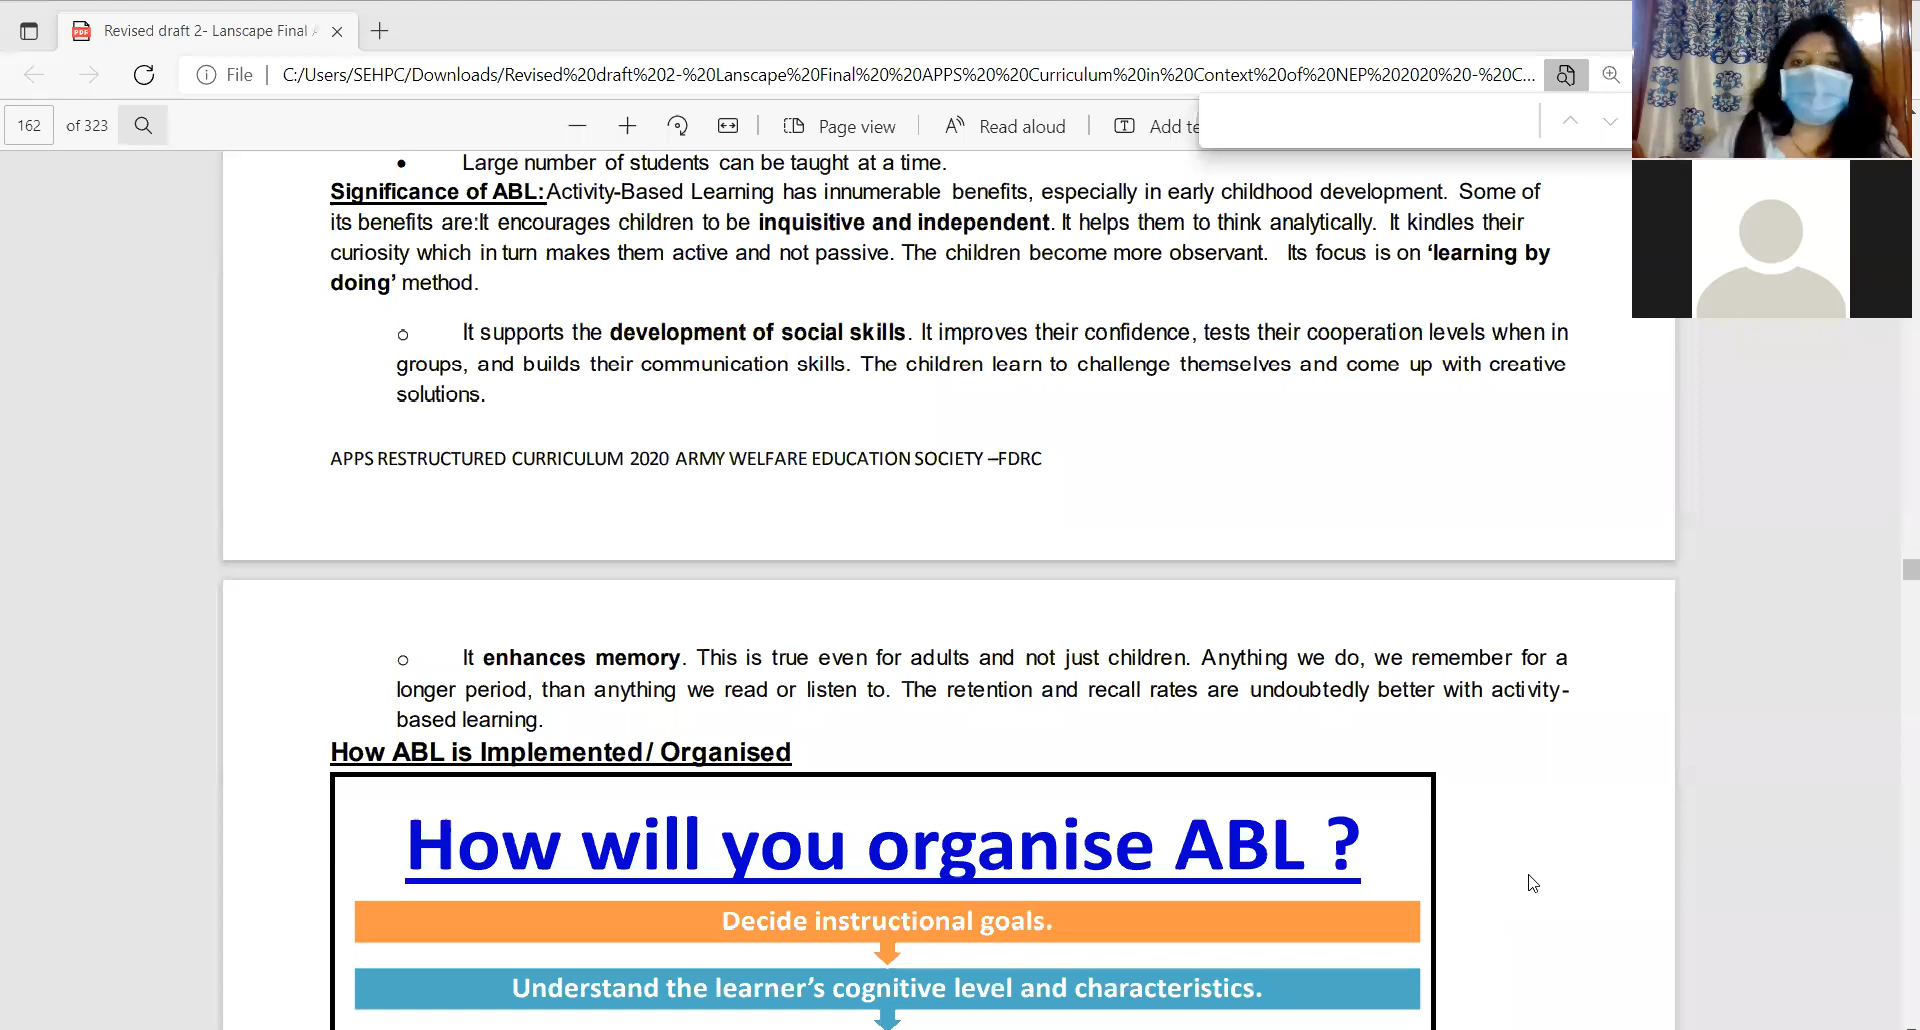 Revised draft 2- Lanscape Final
File
C:/Users/SEHPC/Downloads/Revised%20draft%202-%20Lanscape%20Final%20%20APPS%20%20Curriculum%20in%20Context%20of%20NEP%202020%20-%20C...
162 of 323
Page view
Read aloud
Add te
• Large number of students can be taught at a time.
Significance of ABL:Activity-Based Learning has innumerable benefits, especially in early childhood development. Some of
its benefits are:It encourages children to be inquisitive and independent. It helps them to think analytically. It kindles their
curiosity which in turn makes them active and not passive. The children become more observant. Its focus is on ‘learning by
doing’ method.
o It supports the development of social skills. It improves their confidence, tests their cooperation levels when in
groups, and builds their communication skills. The children learn to challenge themselves and come up with creative
solutions.
APPS RESTRUCTURED CURRICULUM 2020 ARMY WELFARE EDUCATION SOCIETY –FDRC
o It enhances memory. This is true even for adults and not just children. Anything we do, we remember for a
longer period, than anything we read or listen to. The retention and recall rates are undoubtedly better with activity-
based learning.
How ABL is Implemented/ Organised
How will you organise ABL ?
Decide instructional goals.
Understand the learner’s cognitive level and characteristics.